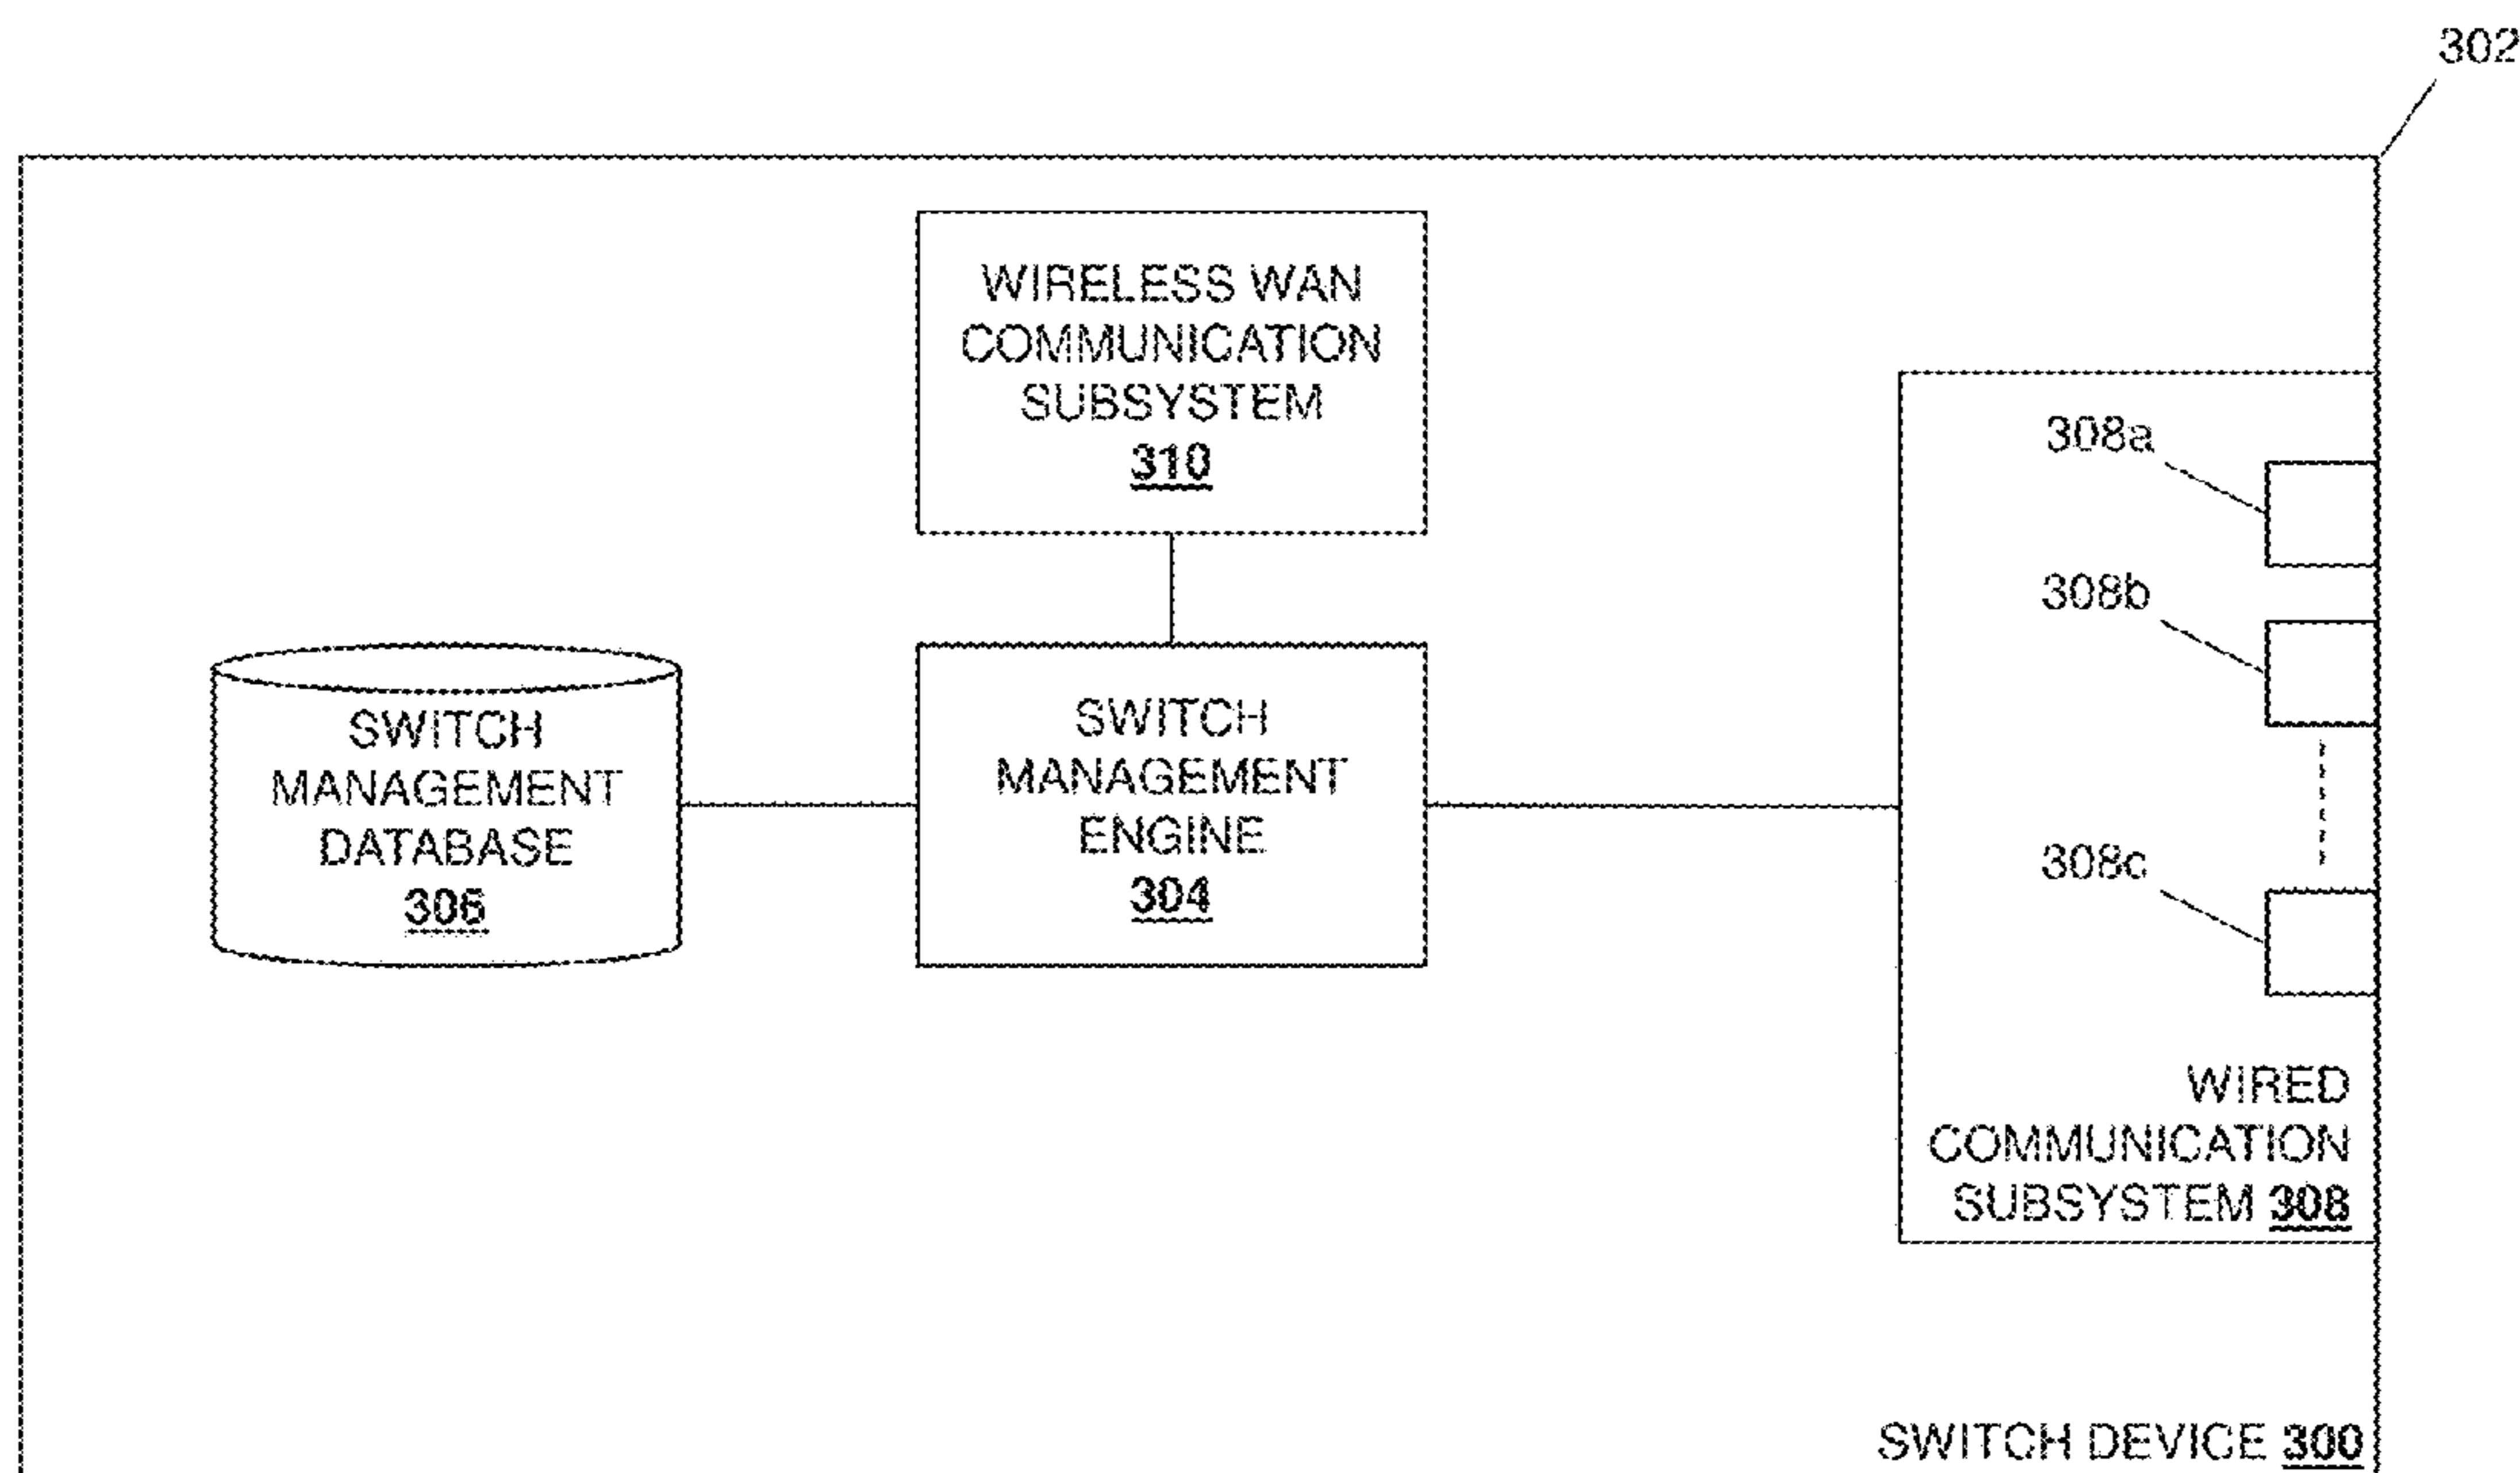 302
WIRELESS WAN
COMMUNICATION
SUBSYSTEM
310
308a
308b
SWITCH
MANAGEMENT
DATABASE
306
SWITCH
MANAGEMENT
ENGINE
304
308c
WIRED
COMMUNICATION
SUBSYSTEM 308
SWITCH DEVICE 300